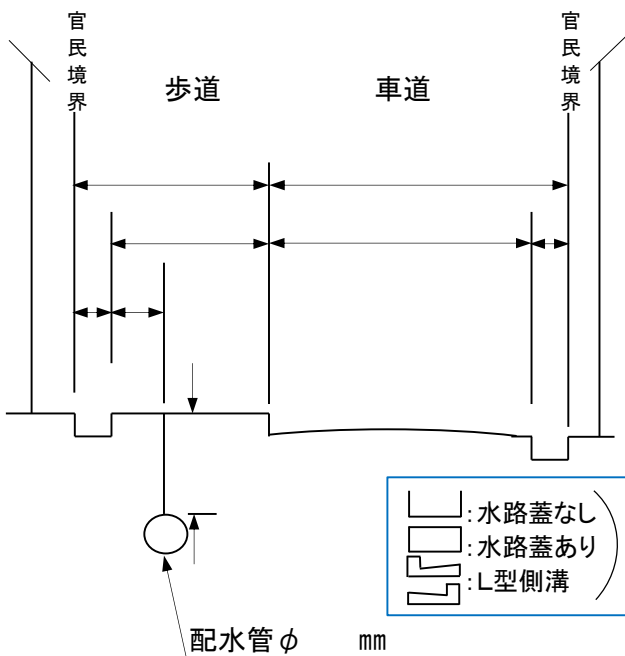 官民境界
官民境界
歩道
車道
:水路蓋なし
:水路蓋あり
:L型側溝
配水管φ　　mm